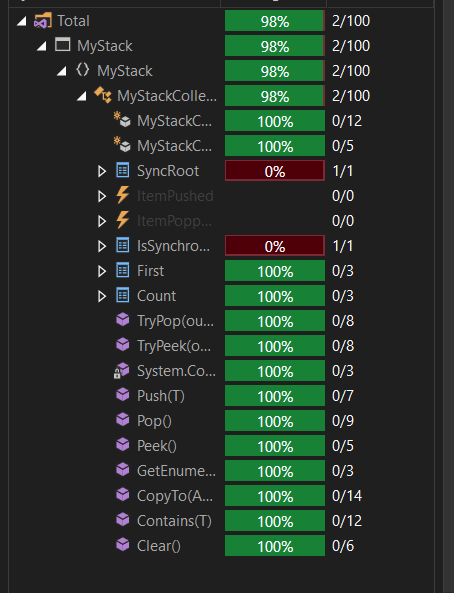 Total 98% 2/100
MyStack 98% 2/100
MyStack 98% 2/100
MyStackColle... 98% 2/100
MyStackC... 100% 0/12
MyStackC... 100% 0/5
SyncRoot 0% 1/1
ItemPushed 0/0
ItemPopp... 0/0
IsSynchro... 0% 1/1
First 100% 0/3
Count 100% 0/3
TryPop(ou... 100% 0/8
TryPeek(o... 100% 0/8
System.Co... 100% 0/3
Push(T) 100% 0/7
Pop() 100% 0/9
Peek() 100% 0/5
GetEnume... 100% 0/3
CopyTo(A... 100% 0/14
Contains(T) 100% 0/12
Clear() 100% 0/6